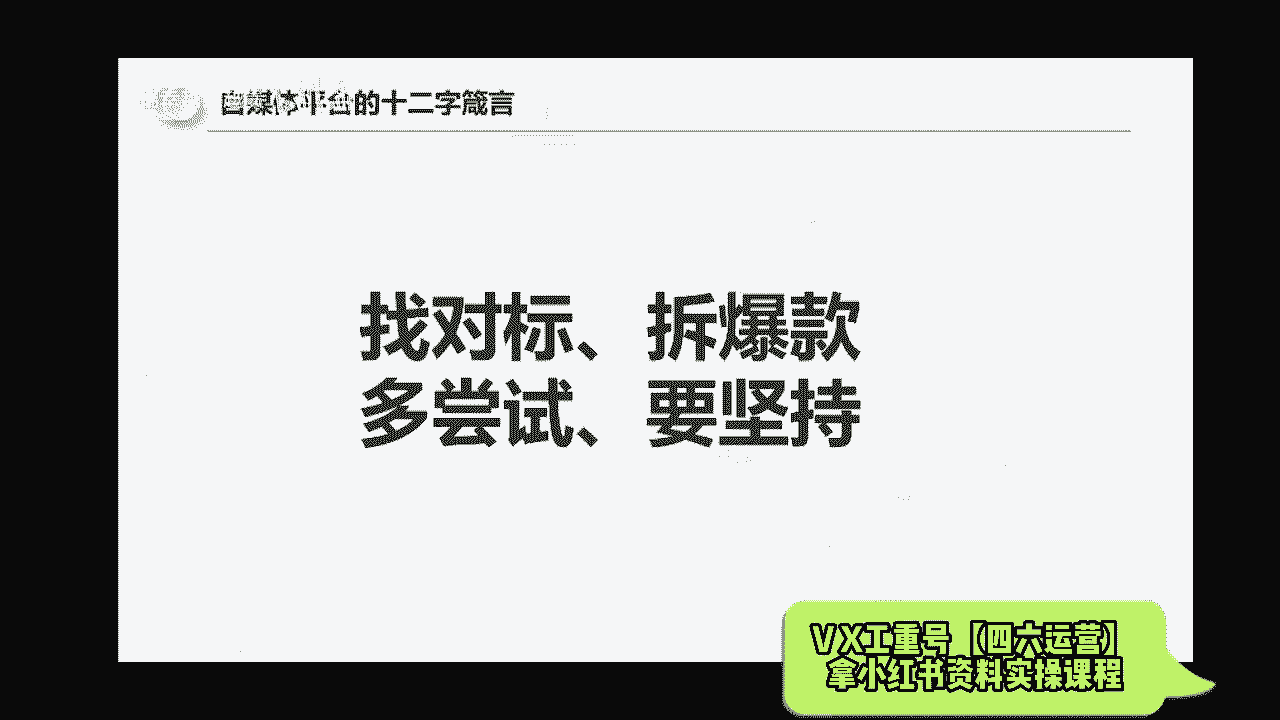 自媒体平台的十二字箴言
找对标、拆爆款
多尝试、要坚持
VX工重号【四六运营】
拿小红书资料实操课程